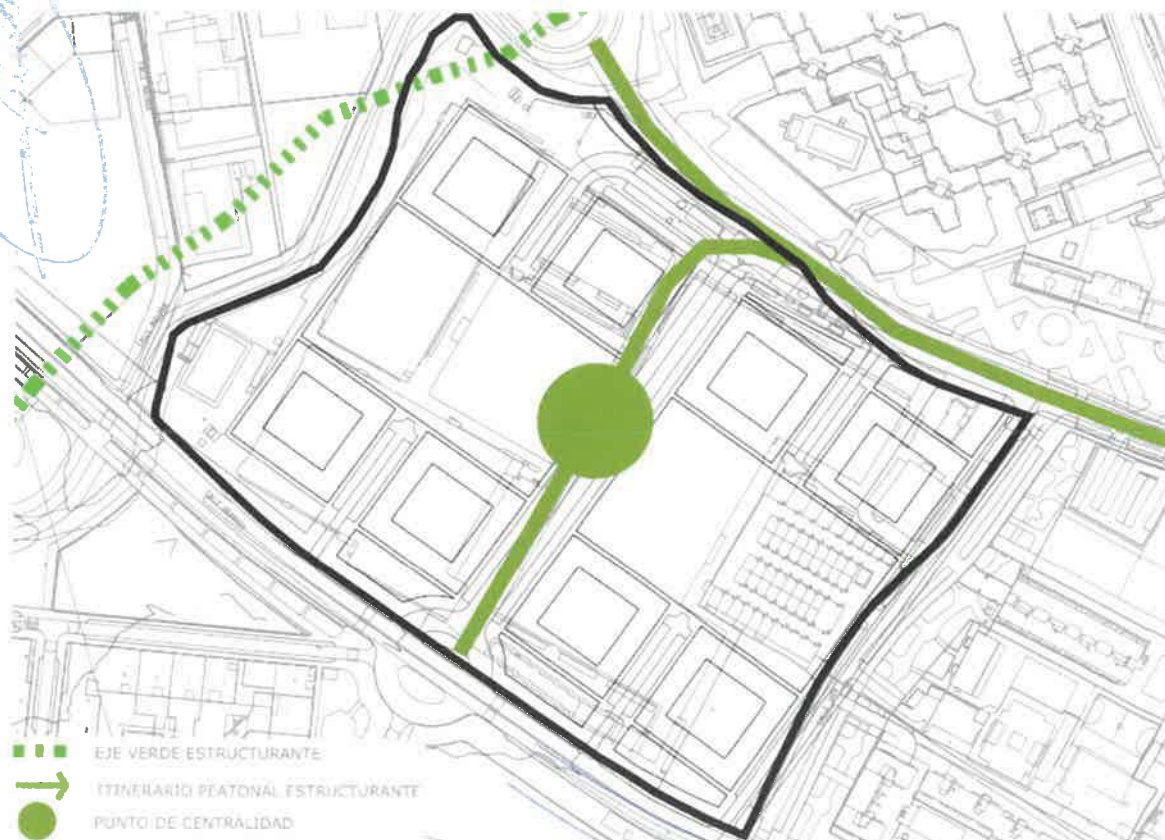 EJE VERDE ESTRUCTURANTE
ITINERARIO PEATONAL ESTRUCTURANTE
PUNTO DE CENTRALIDAD